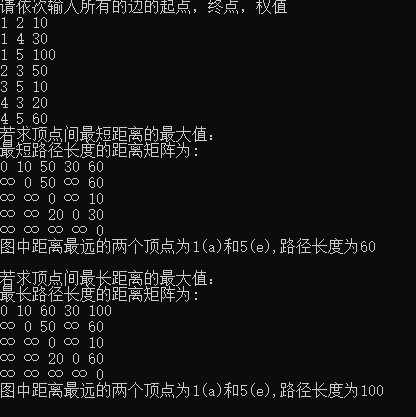 请依次输入所有的边的起点，终点，权值
1 2 10
1 4 30
1 5 100
2 3 50
3 5 10
4 3 20
4 5 60
若求顶点间最短距离的最大值：
最短路径长度的距离矩阵为:
0 10 50 30 60
∞ 0 50 ∞ 60
∞ ∞ 0 ∞ 10
∞ ∞ 20 0 30
∞ ∞ ∞ ∞ 0
图中距离最远的两个顶点为1(a)和5(e),路径长度为60
若求顶点间最长距离的最大值：
最长路径长度的距离矩阵为:
0 10 60 30 100
∞ 0 50 ∞ 60
∞ ∞ 0 ∞ 10
∞ ∞ 20 0 60
∞ ∞ ∞ ∞ 0
图中距离最远的两个顶点为1(a)和5(e),路径长度为100